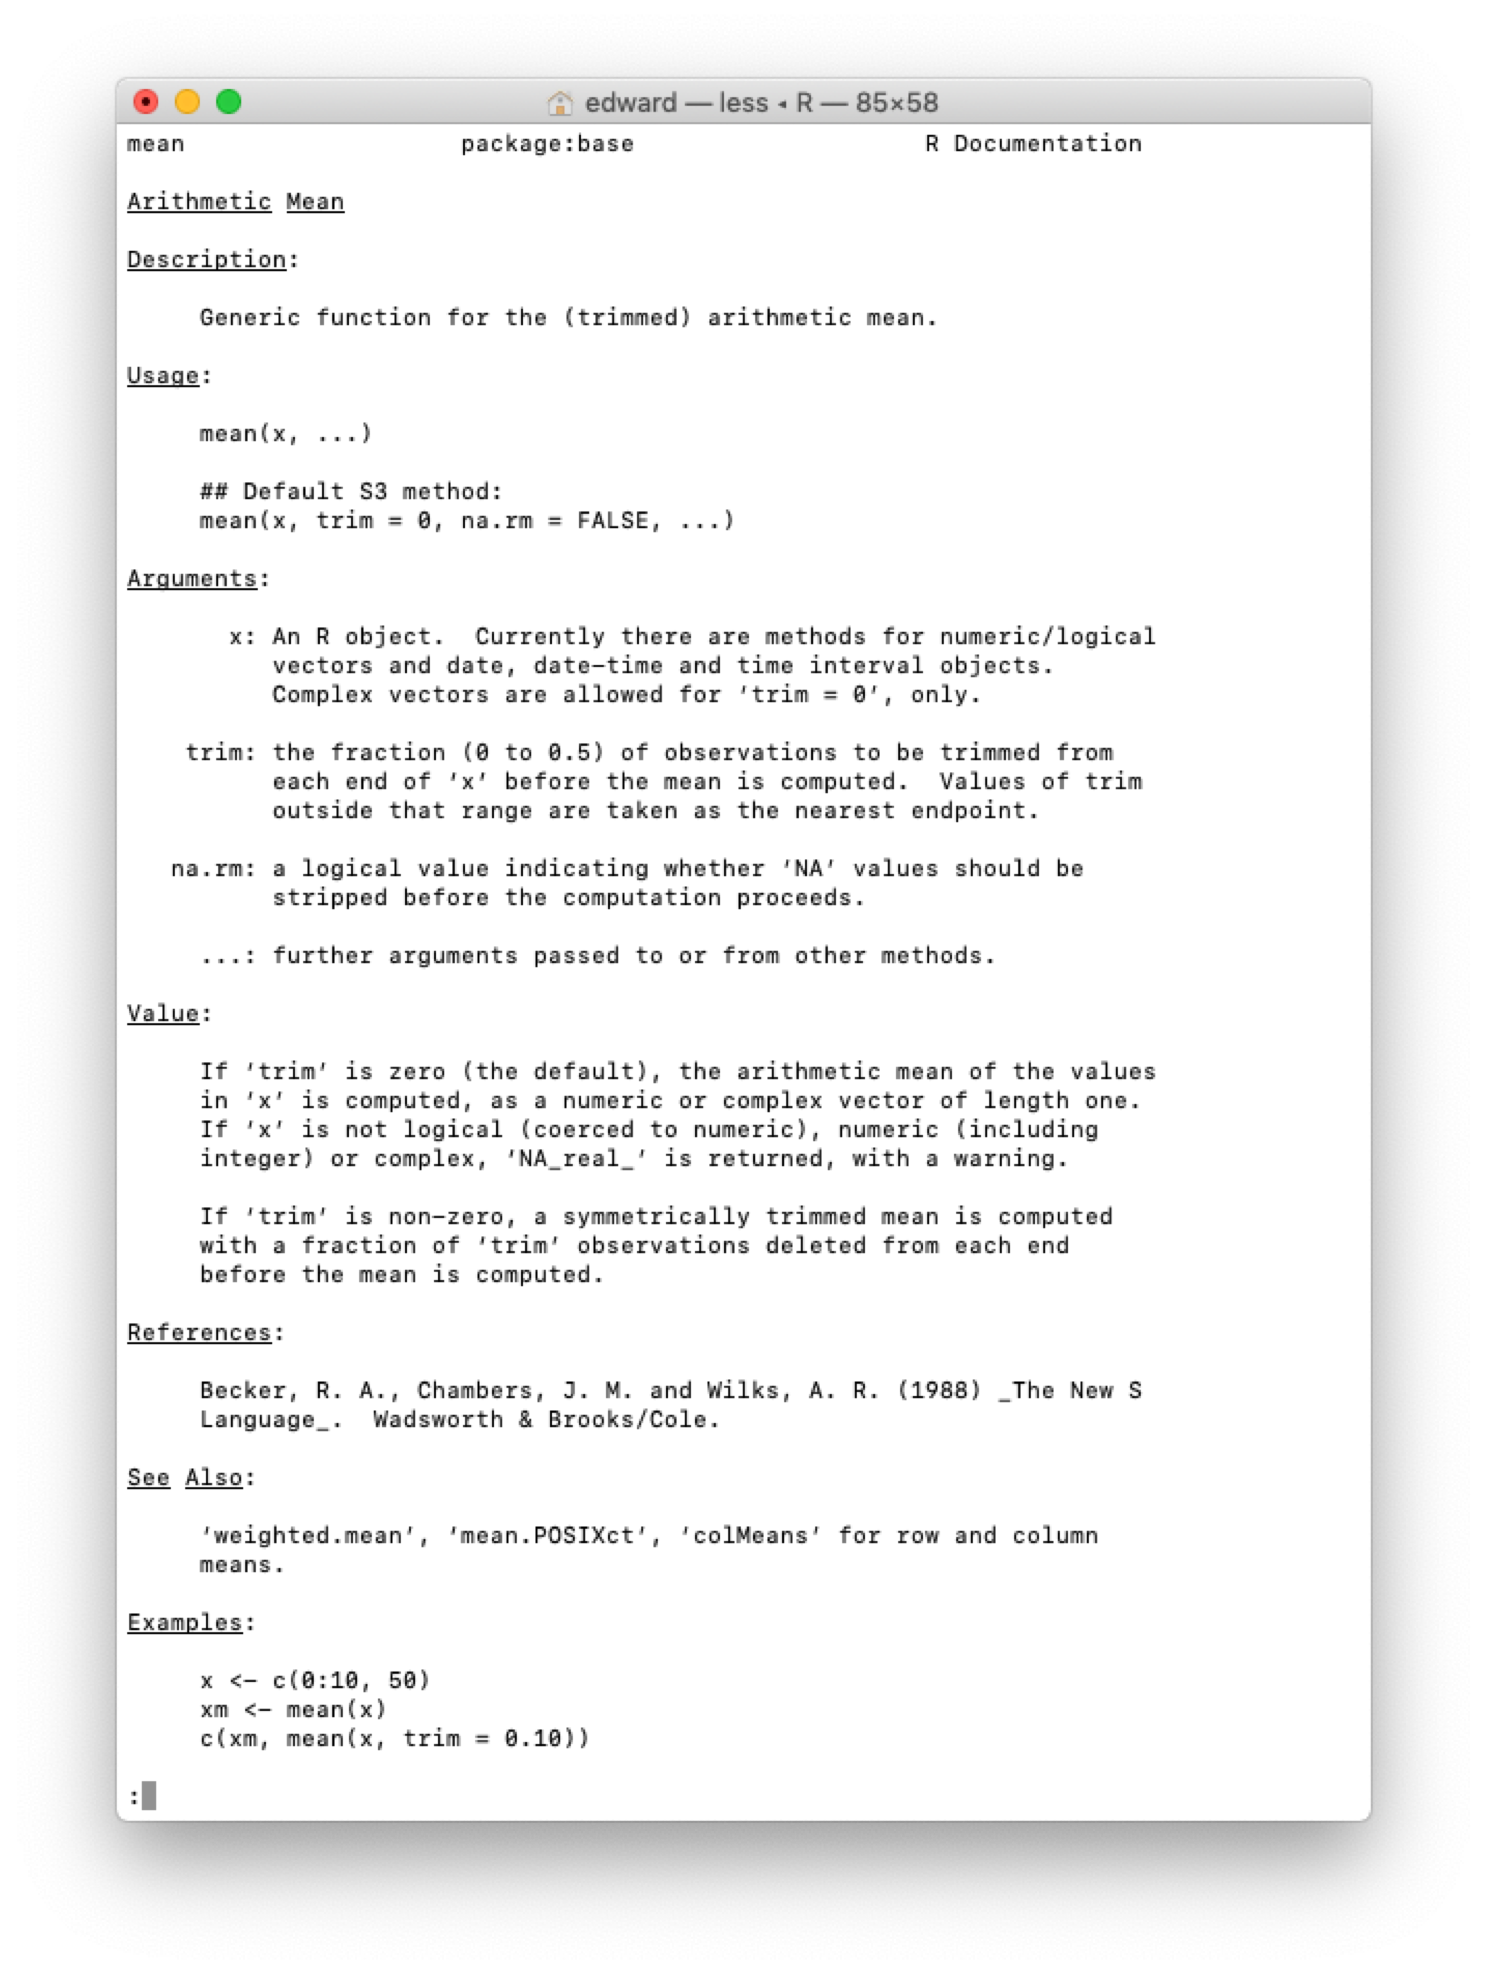 edward — less ◂ R — 85×58
mean package:base R Documentation
Arithmetic Mean
Description:
Generic function for the (trimmed) arithmetic mean.
Usage:
mean(x, ...)
## Default S3 method:
mean(x, trim = 0, na.rm = FALSE, ...)
Arguments:
x: An R object.  Currently there are methods for numeric/logical
vectors and date, date-time and time interval objects.
Complex vectors are allowed for ‘trim = 0’, only.
trim: the fraction (0 to 0.5) of observations to be trimmed from
each end of ‘x’ before the mean is computed.  Values of trim
outside that range are taken as the nearest endpoint.
na.rm: a logical value indicating whether ‘NA’ values should be
stripped before the computation proceeds.
...: further arguments passed to or from other methods.
Value:
If ‘trim’ is zero (the default), the arithmetic mean of the values
in ‘x’ is computed, as a numeric or complex vector of length one.
If ‘x’ is not logical (coerced to numeric), numeric (including
integer) or complex, ‘NA_real_’ is returned, with a warning.
If ‘trim’ is non-zero, a symmetrically trimmed mean is computed
with a fraction of ‘trim’ observations deleted from each end
before the mean is computed.
References:
Becker, R. A., Chambers, J. M. and Wilks, A. R. (1988) _The New S
Language_.  Wadsworth & Brooks/Cole.
See Also:
‘weighted.mean’, ‘mean.POSIXct’, ‘colMeans’ for row and column
means.
Examples:
x <- c(0:10, 50)
xm <- mean(x)
c(xm, mean(x, trim = 0.10))
: